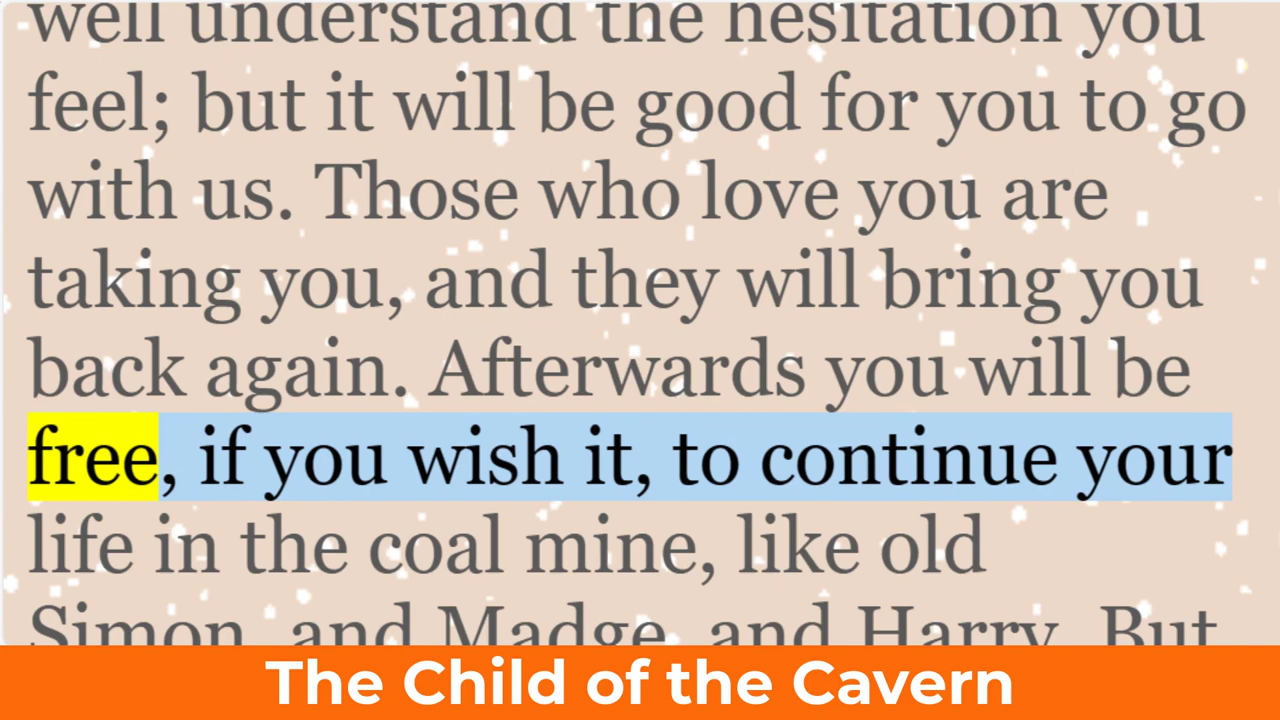 well understand the hesitation you
feel; but it will be good for you to go
with us. Those who love you are
taking you, and they will bring you
back again. Afterwards you will be
free, if you wish it, to continue your
life in the coal mine, like old
Simon, and Madge, and Harry. But
The Child of the Cavern